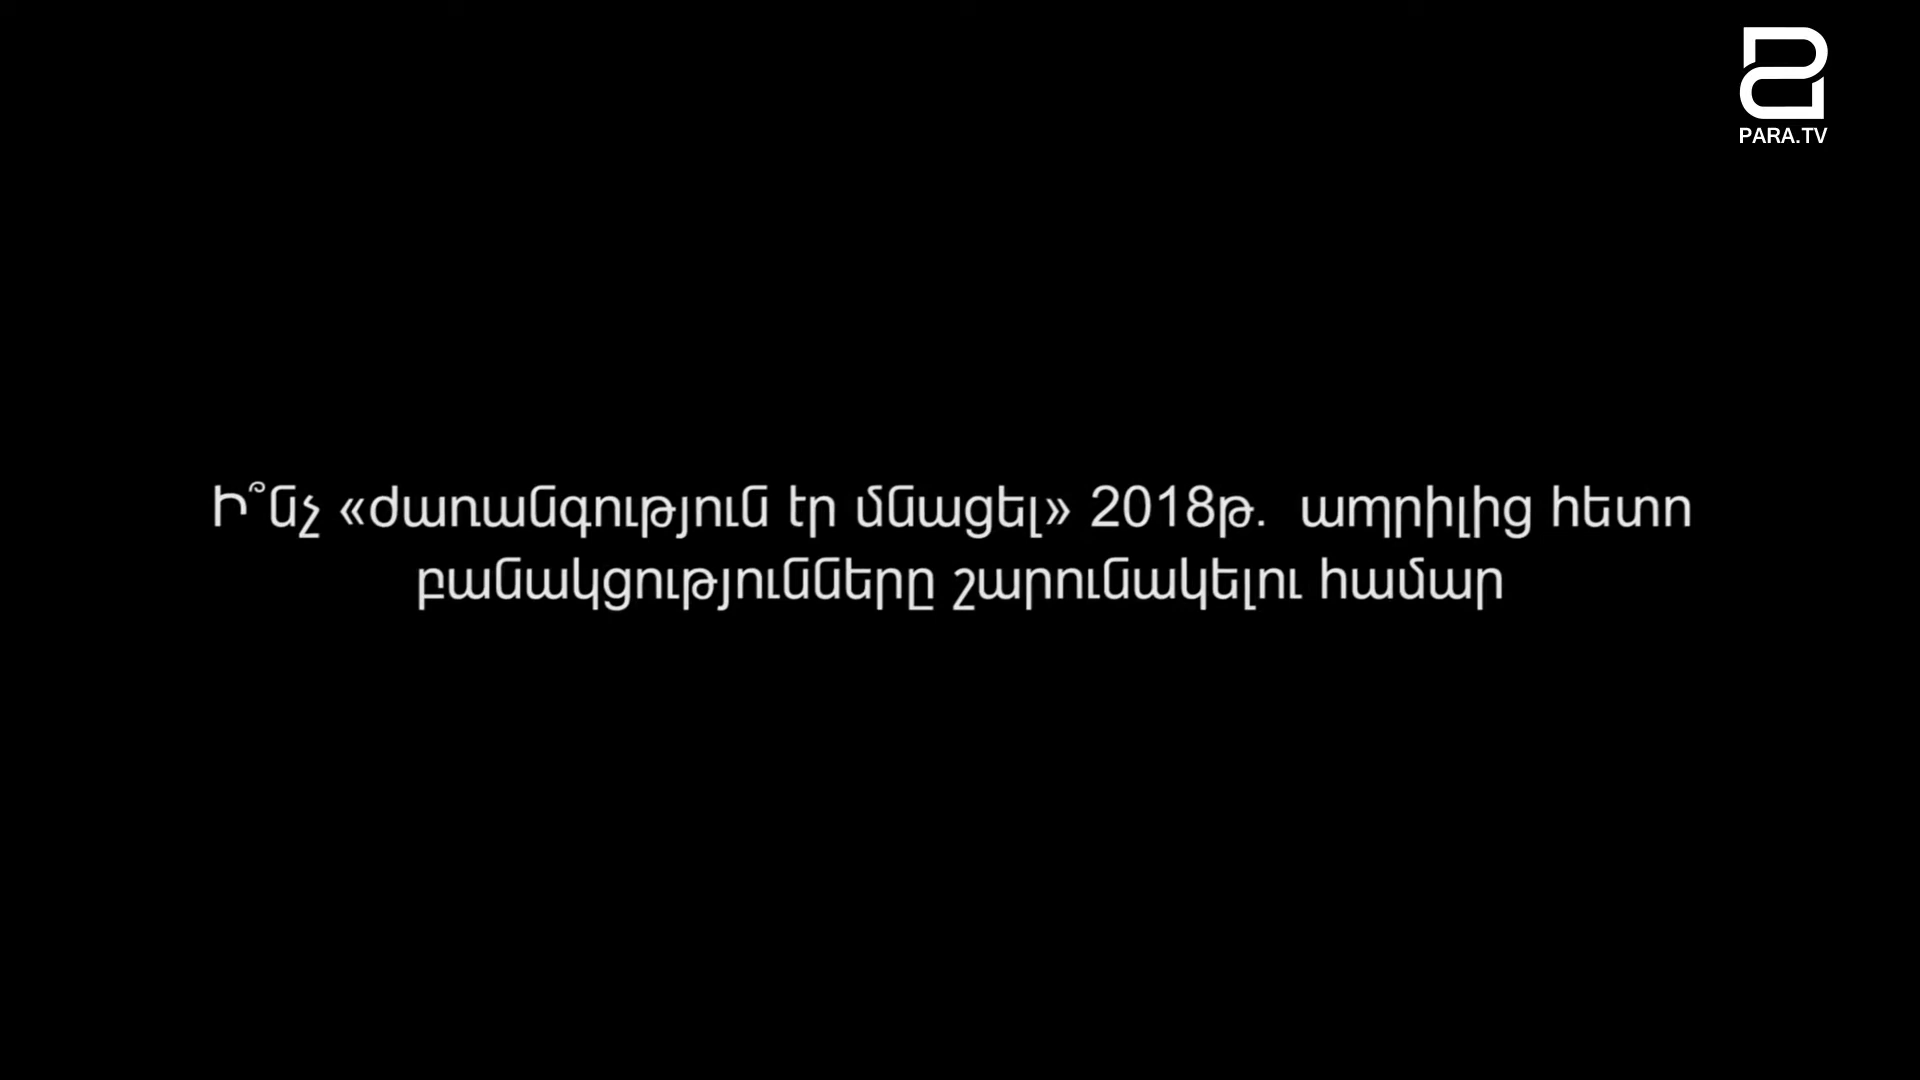 PARA.TV
Ի՞նչ «ժառանգություն էր մնացել» 2018թ. ապրիլից հետո
բանակցությունները շարունակելու համար